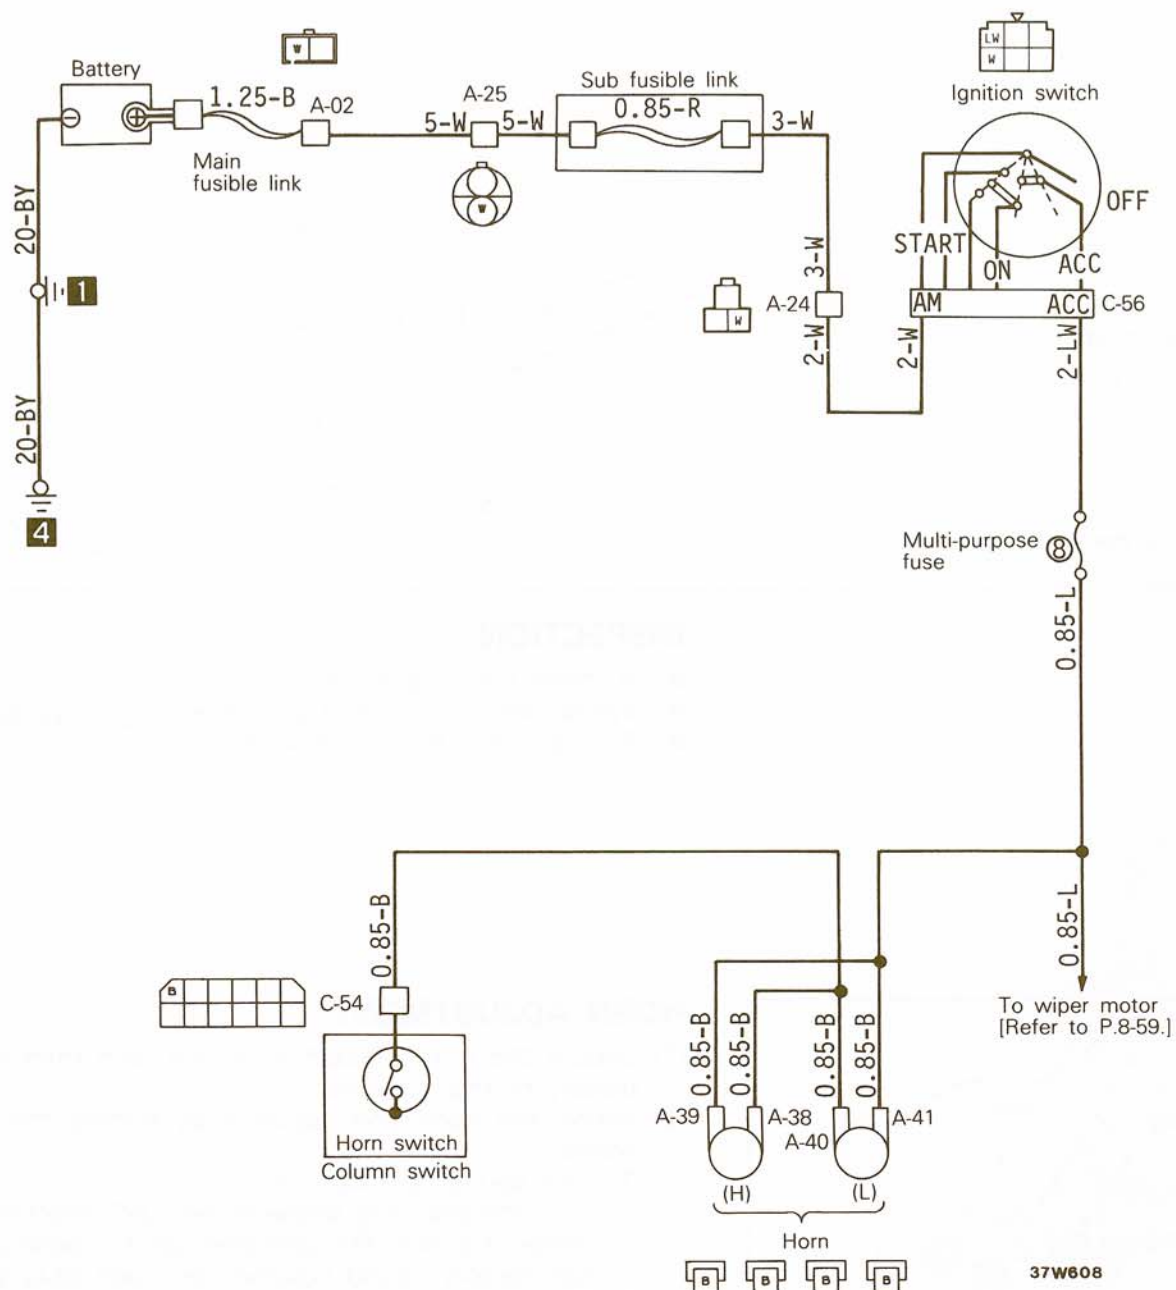 W
LW
W
Ignition switch
Battery
Sub fusible link
1.25-B
A-02
A-25
0.85-R
5-W
5-W
3-W
Main
fusible link
W
20-BY
OFF
START
ON
ACC
3-W
1
A-24
W
AM
ACC
C-56
2-W
2-W
2-LW
20-BY
4
Multi-purpose
fuse
8
0.85-L
0.85-B
0.85-L
B
C-54
To wiper motor
[Refer to P.8-59.]
0.85-B
0.85-B
0.85-B
0.85-B
A-39
A-38
A-40
A-41
Horn switch
Column switch
(H)
(L)
Horn
B
B
B
B
37W608